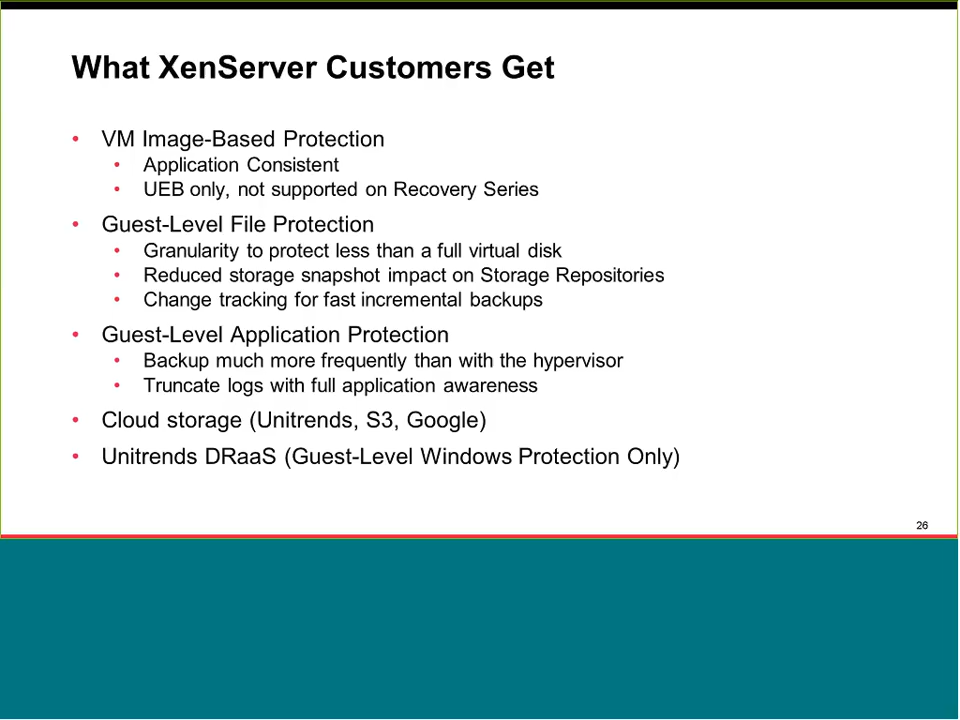 What XenServer Customers Get
• VM Image-Based Protection
• Application Consistent
• UEB only, not supported on Recovery Series
• Guest-Level File Protection
• Granularity to protect less than a full virtual disk
• Reduced storage snapshot impact on Storage Repositories
• Change tracking for fast incremental backups
• Guest-Level Application Protection
• Backup much more frequently than with the hypervisor
• Truncate logs with full application awareness
• Cloud storage (Unitrends, S3, Google)
• Unitrends DRaaS (Guest-Level Windows Protection Only)
26